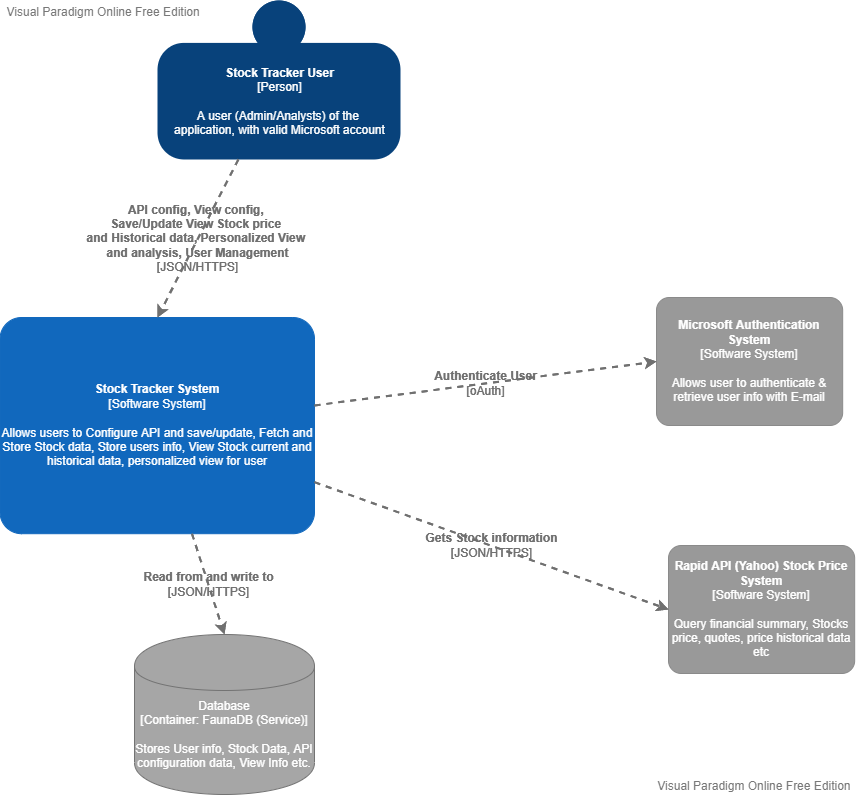 Visual Paradigm Online Free Edition
Stock Tracker User
[Person]
A user (Admin/Analysts) of the
application, with valid Microsoft account
API config, View config,
Save/Update View Stock price
and Historical data, Personalized View
and analysis, User Management
[JSON/HTTPS]
Stock Tracker System
[Software System]
Allows users to Configure API and save/update, Fetch and
Store Stock data, Store users info, View Stock current and
historical data, personalized view for user
Authenticate User
[oAuth]
Microsoft Authentication
System
[Software System]
Allows user to authenticate &
retrieve user info with E-mail
Gets Stock information
[JSON/HTTPS]
Rapid API (Yahoo) Stock Price
System
[Software System]
Query financial summary, Stocks
price, quotes, price historical data
etc
Read from and write to
[JSON/HTTPS]
Database
[Container: FaunaDB (Service)]
Stores User info, Stock Data, API
configuration data, View Info etc.
Visual Paradigm Online Free Edition